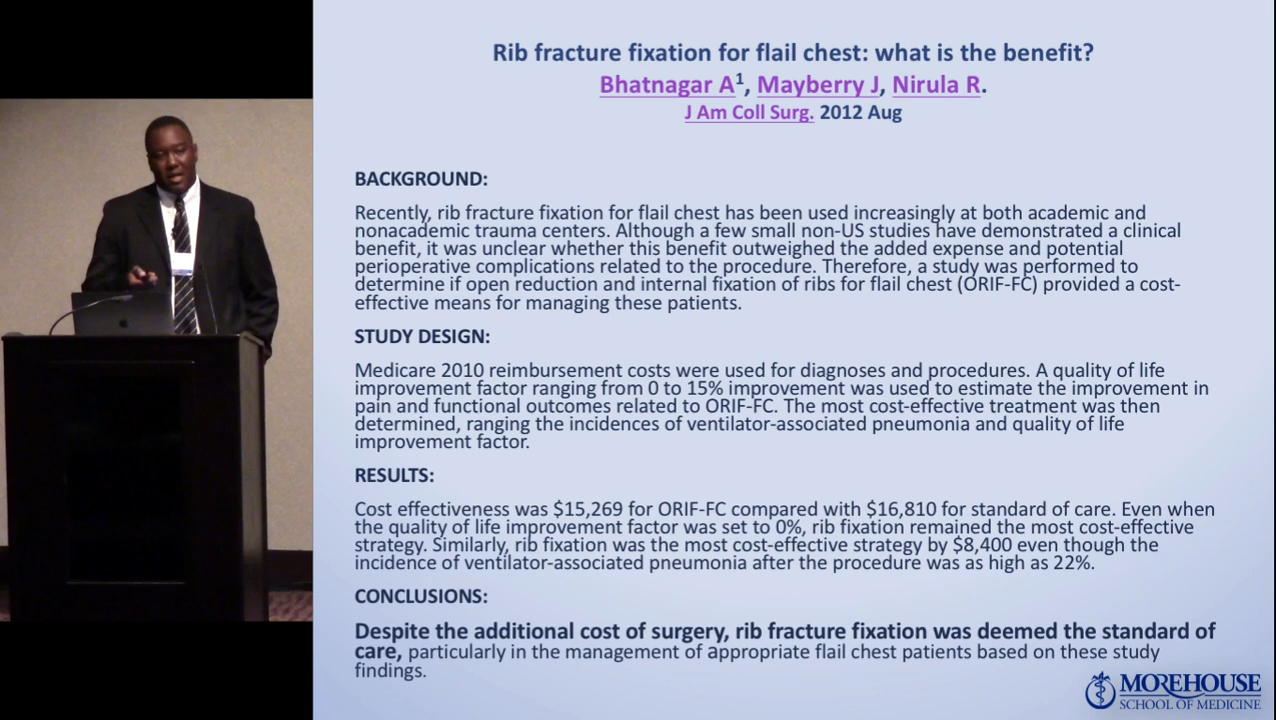 Rib fracture fixation for flail chest: what is the benefit?
Bhatnagar A1, Mayberry J, Nirula R.
J Am Coll Surg. 2012 Aug
BACKGROUND:
Recently, rib fracture fixation for flail chest has been used increasingly at both academic and
nonacademic trauma centers. Although a few small non-US studies have demonstrated a clinical
benefit, it was unclear whether this benefit outweighed the added expense and potential
perioperative complications related to the procedure. Therefore, a study was performed to
determine if open reduction and internal fixation of ribs for flail chest (ORIF-FC) provided a cost-
effective means for managing these patients.
STUDY DESIGN:
Medicare 2010 reimbursement costs were used for diagnoses and procedures. A quality of life
improvement factor ranging from 0 to 15% improvement was used to estimate the improvement in
pain and functional outcomes related to ORIF-FC. The most cost-effective treatment was then
determined, ranging the incidences of ventilator-associated pneumonia and quality of life
improvement factor.
RESULTS:
Cost effectiveness was $15,269 for ORIF-FC compared with $16,810 for standard of care. Even when
the quality of life improvement factor was set to 0%, rib fixation remained the most cost-effective
strategy. Similarly, rib fixation was the most cost-effective strategy by $8,400 even though the
incidence of ventilator-associated pneumonia after the procedure was as high as 22%.
CONCLUSIONS:
Despite the additional cost of surgery, rib fracture fixation was deemed the standard of
care, particularly in the management of appropriate flail chest patients based on these study
findings.
MOREHOUSE
SCHOOL OF MEDICINE